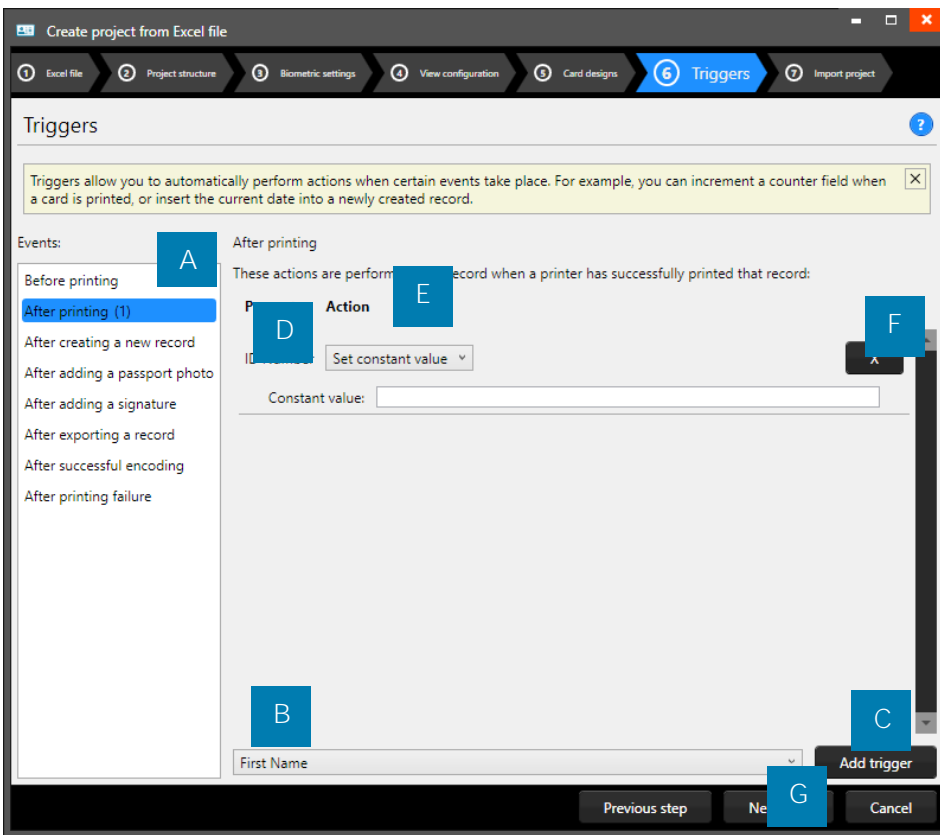 Create project from Excel file
1 Excel file 2 Project structure 3 Biometric settings 4 View configuration 5 Card designs 6 Triggers 7 Import project
Triggers
?
Triggers allow you to automatically perform actions when certain events take place. For example, you can increment a counter field when
a card is printed, or insert the current date into a newly created record.
Events:
A
Before printing
After printing (1)
After creating a new record
After adding a passport photo
After adding a signature
After exporting a record
After successful encoding
After printing failure
After printing
These actions are perform
record when a printer has successfully printed that record:
E
Action
D
F
Set constant value
X
Constant value:
B
C
First Name
Add trigger
G
Previous step
Ne
Cancel